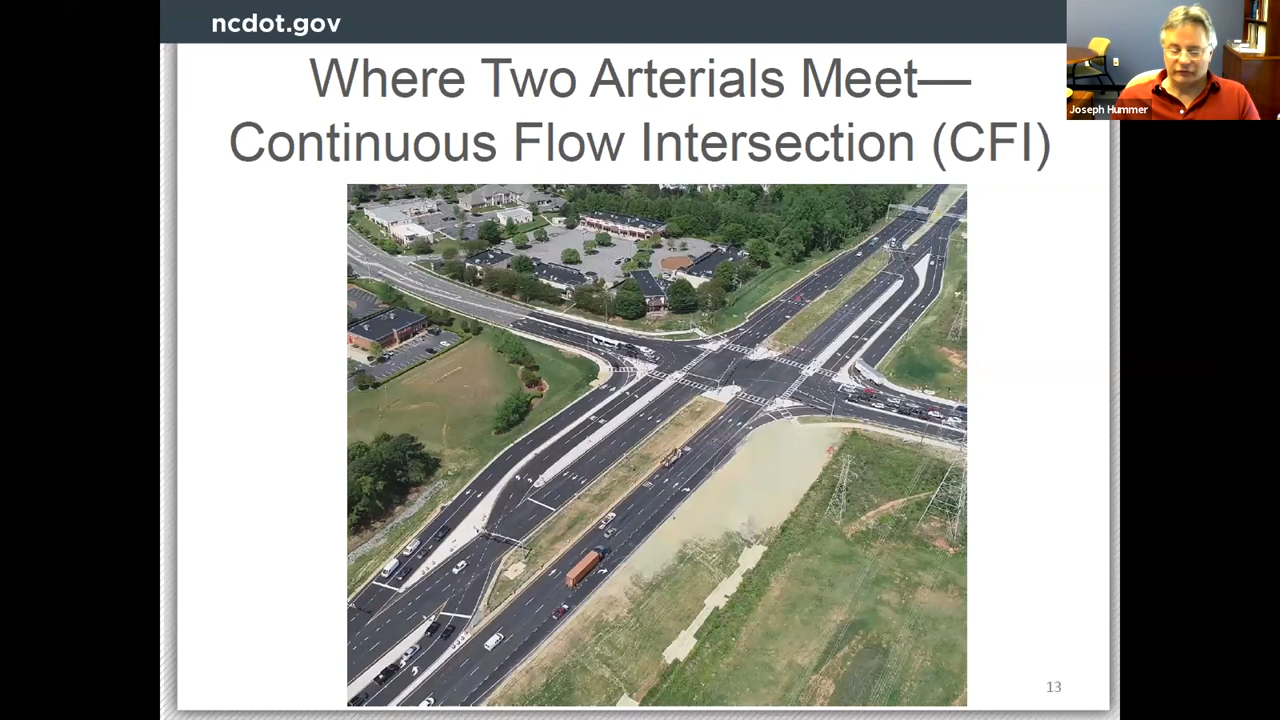 ncdot.gov
Where Two Arterials Meet—
Continuous Flow Intersection (CFI)
Joseph Hummer
13